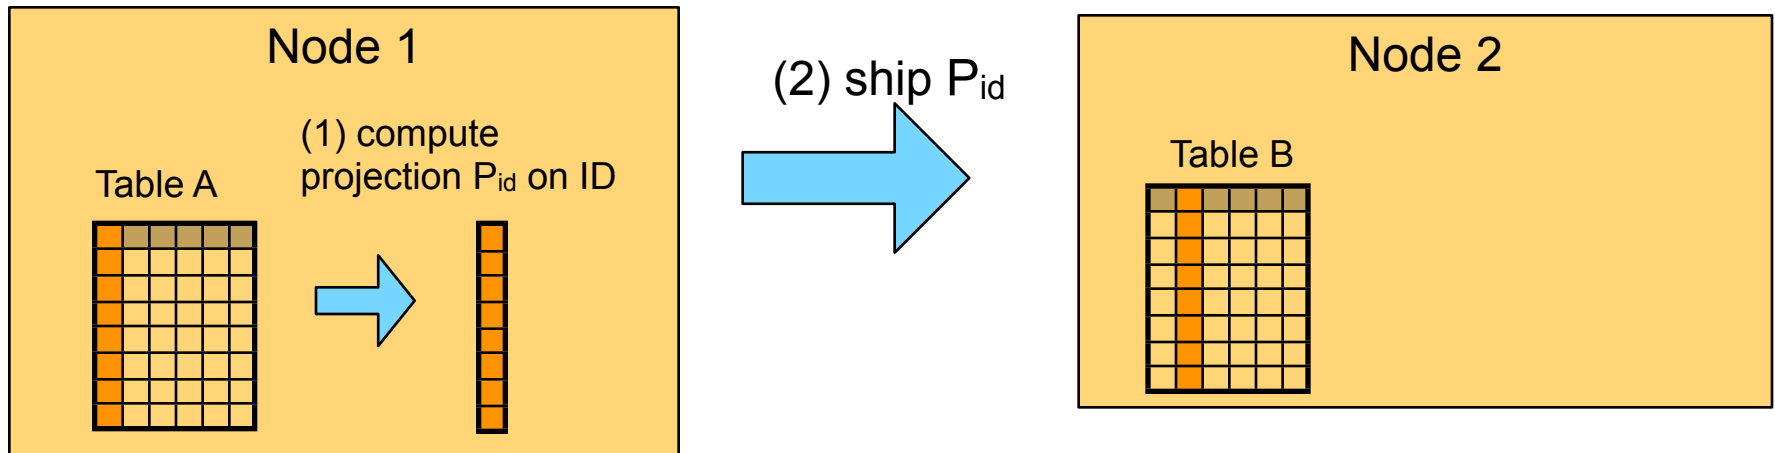 Node 1
(1) compute
projection Pid on ID
Table A
(2) ship Pid
Node 2
Table B